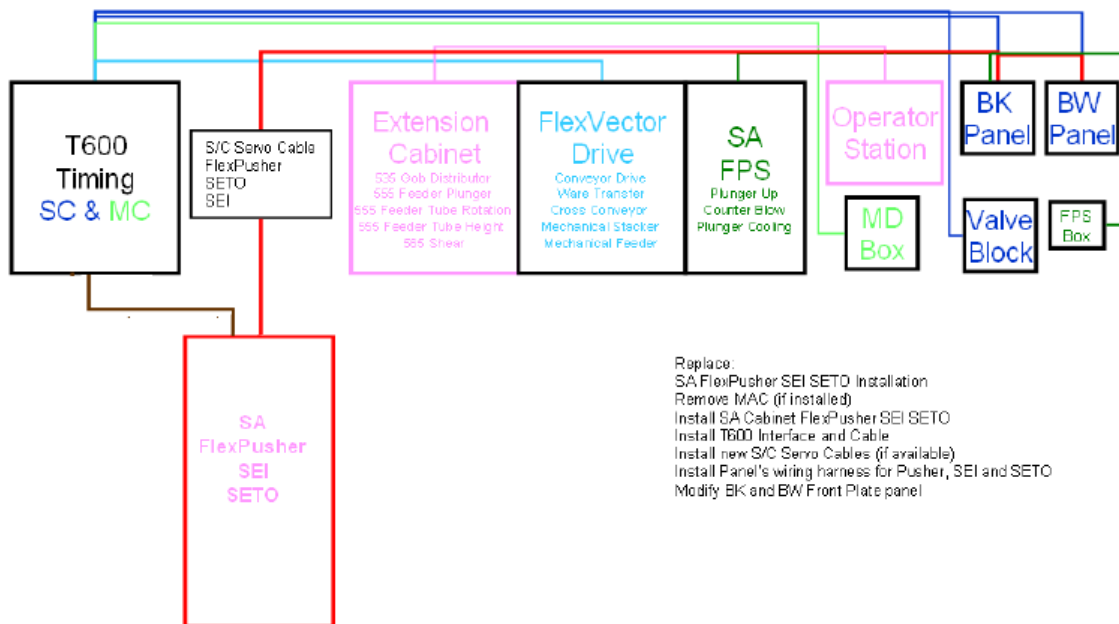 T600
Timing
SC & MC
S/C Servo Cable
FlexPusher
SETO
SEI
Extension
Cabinet
535 Gob Distributor
555 Feeder Plunger
555 Feeder Tube Rotation
555 Feeder Tube Height
565 Shear
FlexVector
Drive
Conveyor Drive
Ware Transfer
Cross Conveyor
Mechanical Stacker
Mechanical Feeder
SA
FPS
Plunger Up
Counter Blow
Plunger Cooling
Operator
Station
MD
Box
BK
Panel
BW
Panel
Valve
Block
FPS
Box
SA
FlexPusher
SEI
SETO
Replace:
SA FlexPusher SEI SETO Installation
Remove MAC (if installed)
Install SA Cabinet FlexPusher SEI SETO
Install T600 Interface and Cable
Install new S/C Servo Cables (if available)
Install Panel's wiring harness for Pusher, SEI and SETO
Modify BK and BW Front Plate panel